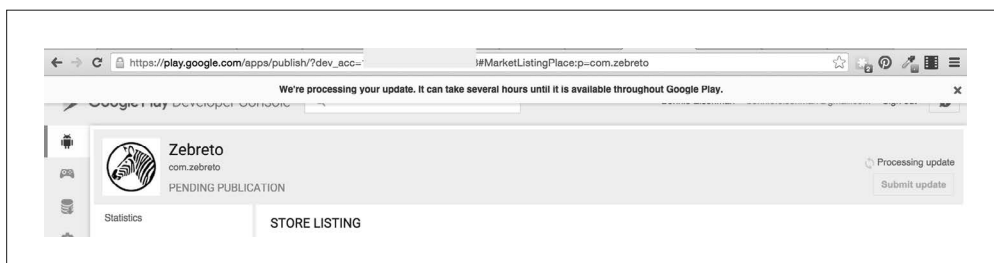 https://play.google.com/apps/publish/?dev_acc= #MarketListingPlace:p=com.zebreto
We're processing your update. It can take several hours until it is available throughout Google Play.
Google Play Developer Console
Zebreto
com.zebreto
PENDING PUBLICATION
Processing update
Submit update
Statistics
STORE LISTING